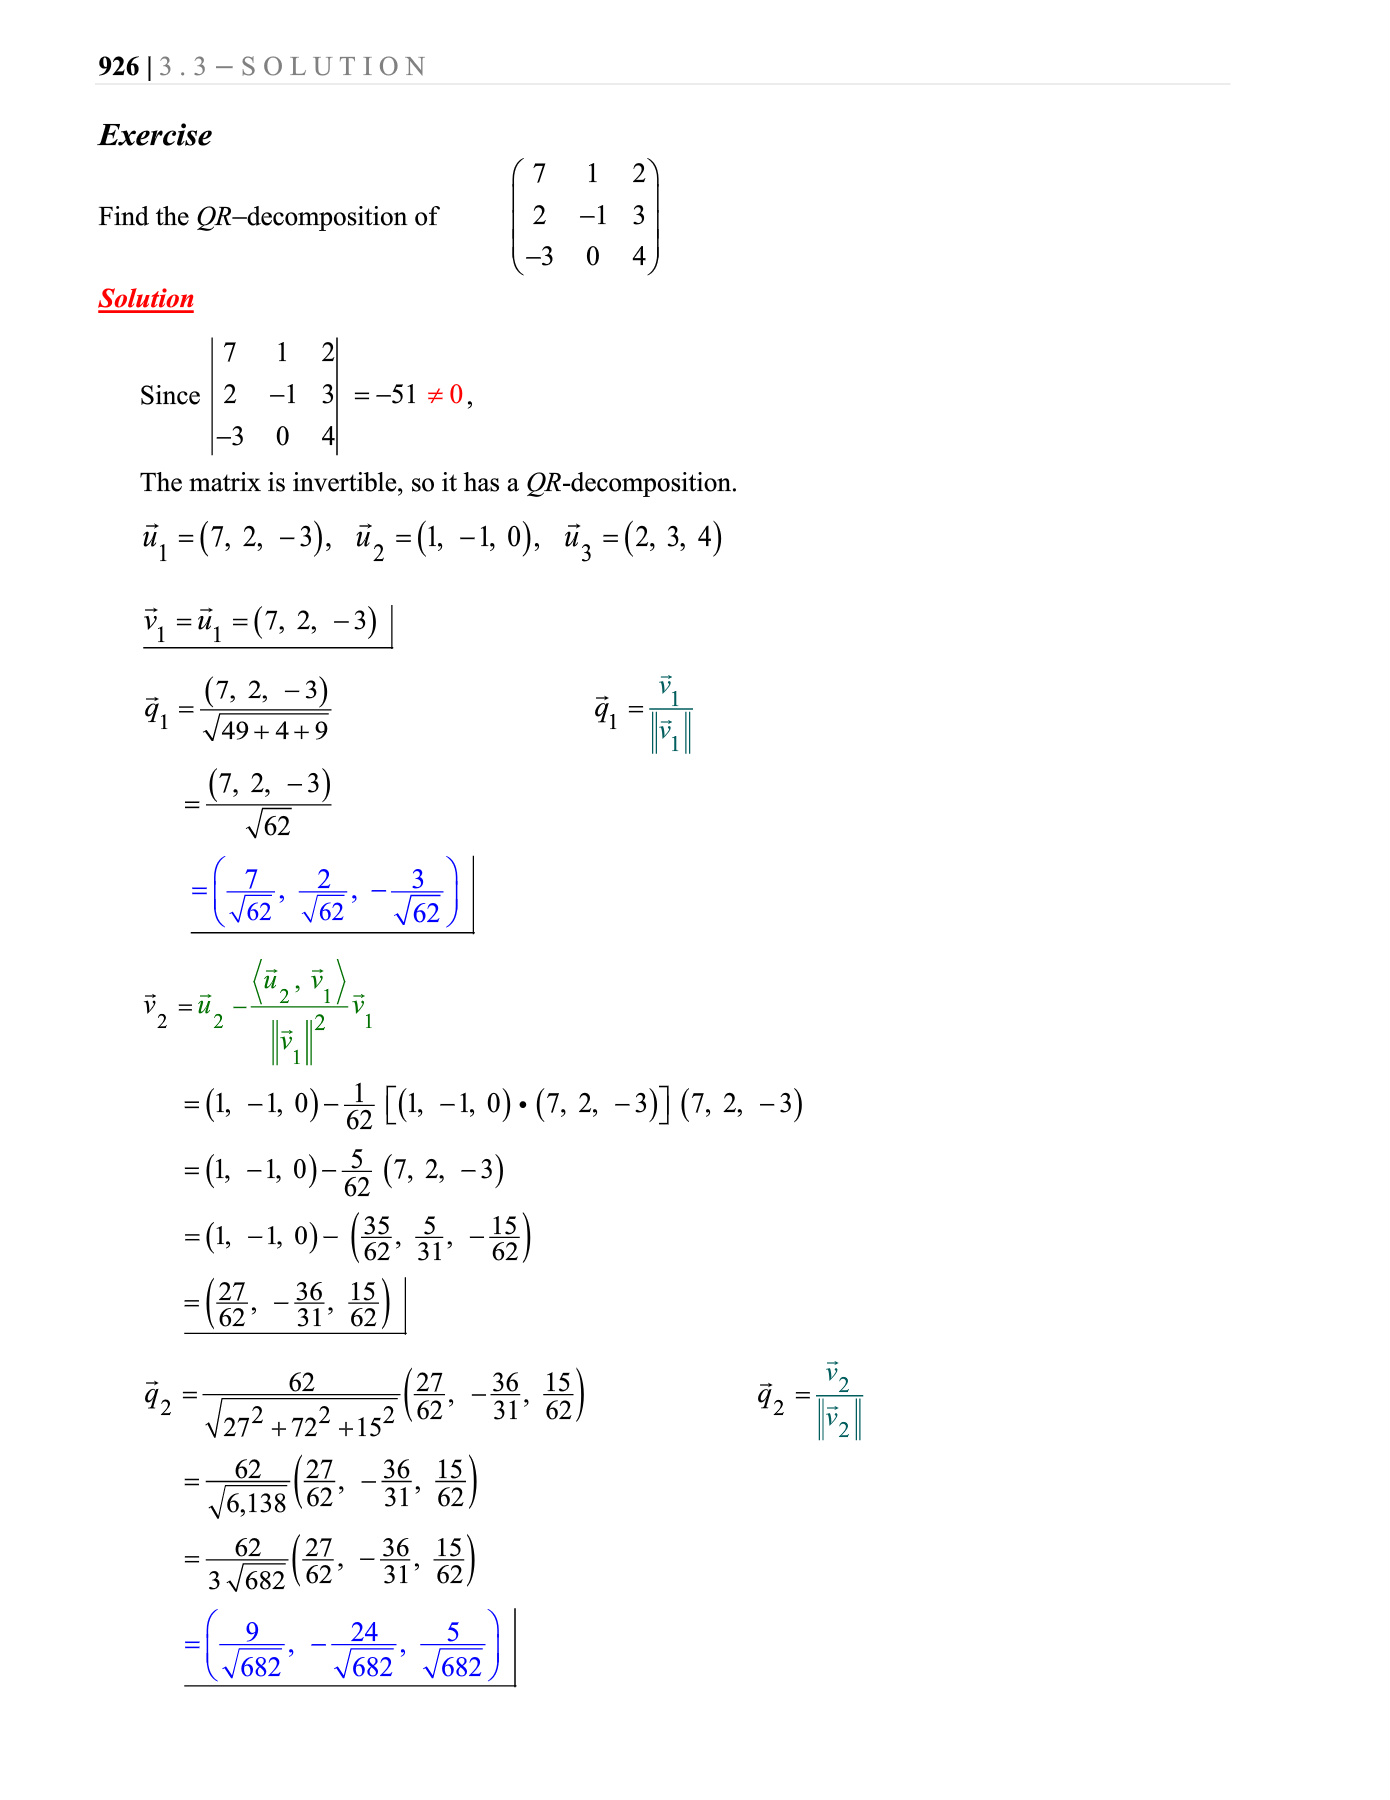 926 | 3 . 3 – S O L U T I O N
Exercise
Find the QR–decomposition of $\begin{pmatrix} 7 & 1 & 2 \\ 2 & -1 & 3 \\ -3 & 0 & 4 \end{pmatrix}$
Solution
Since $\begin{vmatrix} 7 & 1 & 2 \\ 2 & -1 & 3 \\ -3 & 0 & 4 \end{vmatrix} = -51 \neq 0$,
The matrix is invertible, so it has a QR-decomposition.
$\vec{u}_1 = (7, 2, -3), \ \vec{u}_2 = (1, -1, 0), \ \vec{u}_3 = (2, 3, 4)$
$\vec{v}_1 = \vec{u}_1 = (7, 2, -3)$
$\vec{q}_1 = \frac{(7, 2, -3)}{\sqrt{49+4+9}}$ $\vec{q}_1 = \frac{\vec{v}_1}{\|\vec{v}_1\|}$
$= \frac{(7, 2, -3)}{\sqrt{62}}$
$= \left(\frac{7}{\sqrt{62}}, \frac{2}{\sqrt{62}}, -\frac{3}{\sqrt{62}}\right)$
$\vec{v}_2 = \vec{u}_2 - \frac{\langle \vec{u}_2, \vec{v}_1 \rangle}{\|\vec{v}_1\|^2} \vec{v}_1$
$= (1, -1, 0) - \frac{1}{62} [(1, -1, 0) \bullet (7, 2, -3)] (7, 2, -3)$
$= (1, -1, 0) - \frac{5}{62} (7, 2, -3)$
$= (1, -1, 0) - \left(\frac{35}{62}, \frac{5}{31}, -\frac{15}{62}\right)$
$= \left(\frac{27}{62}, -\frac{36}{31}, \frac{15}{62}\right)$
$\vec{q}_2 = \frac{62}{\sqrt{27^2+72^2+15^2}} \left(\frac{27}{62}, -\frac{36}{31}, \frac{15}{62}\right)$ $\vec{q}_2 = \frac{\vec{v}_2}{\|\vec{v}_2\|}$
$= \frac{62}{\sqrt{6,138}} \left(\frac{27}{62}, -\frac{36}{31}, \frac{15}{62}\right)$
$= \frac{62}{3\sqrt{682}} \left(\frac{27}{62}, -\frac{36}{31}, \frac{15}{62}\right)$
$= \left(\frac{9}{\sqrt{682}}, -\frac{24}{\sqrt{682}}, \frac{5}{\sqrt{682}}\right)$